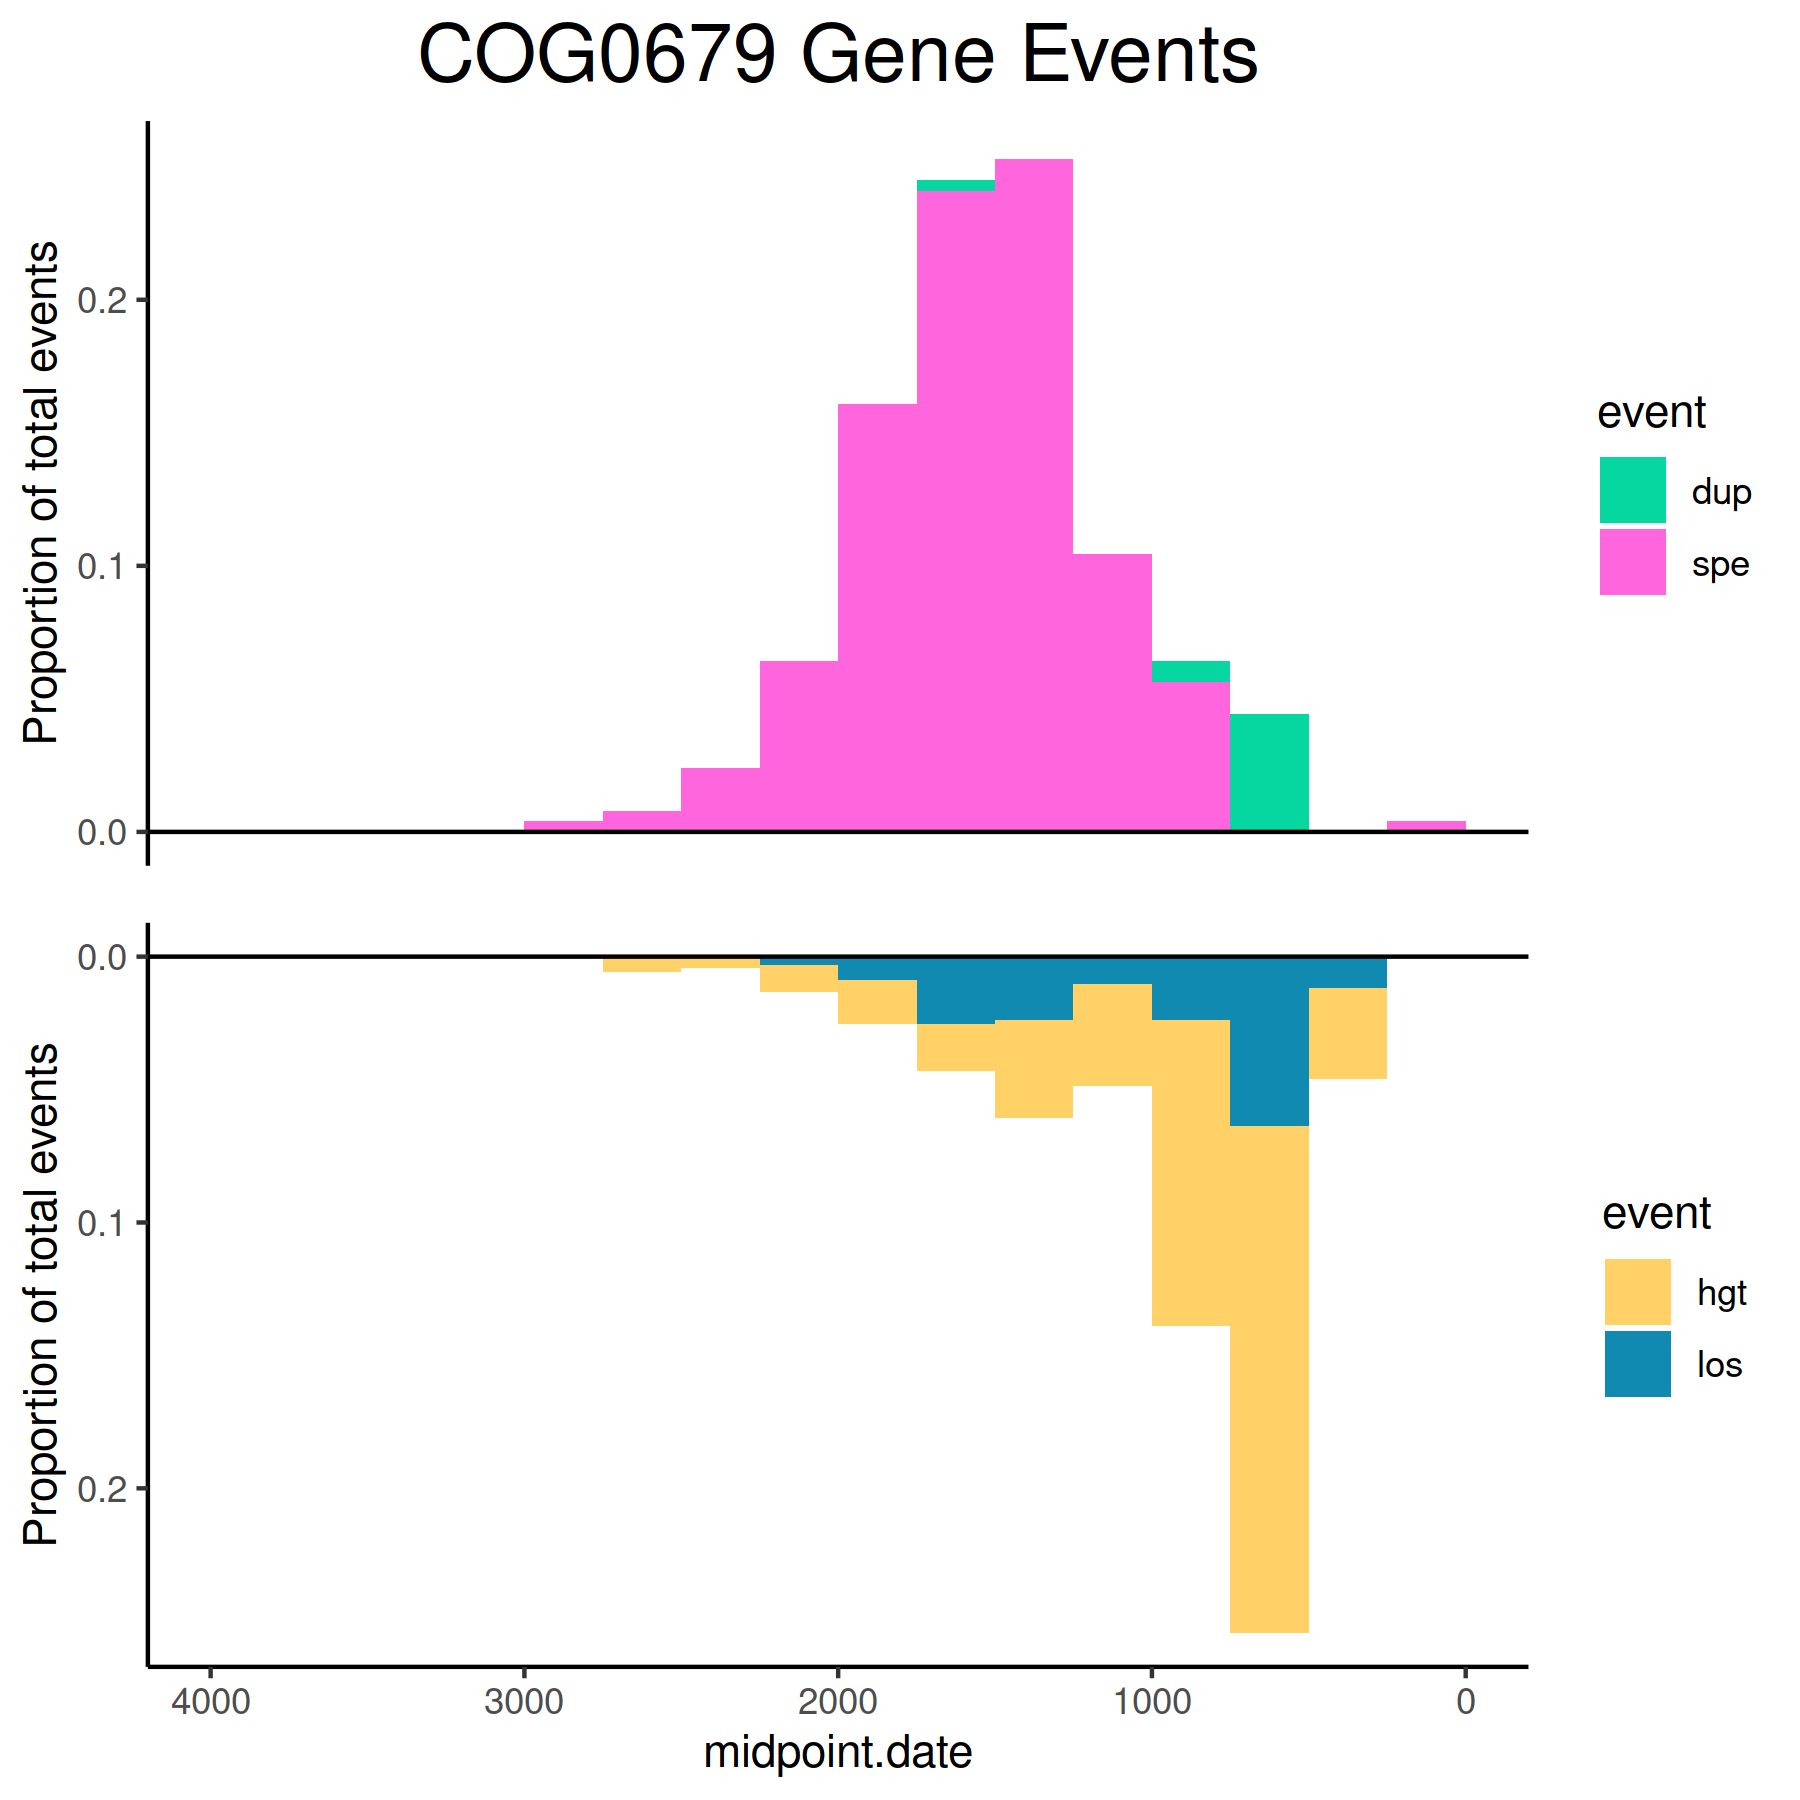 COG0679 Gene Events
Proportion of total events
0.2
0.1
0.0
event
dup
spe
Proportion of total events
0.0
0.1
0.2
event
hgt
los
4000 3000 2000 1000 0
midpoint.date